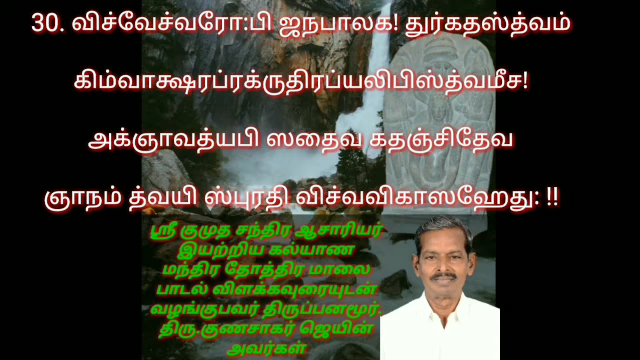 30. விச்வேச்வரோ:பி ஜநபாலக! துர்கதஸ்த்வம்
கிம்வாக்ஷரப்ரக்ருதிரப்யலிபிஸ்த்வமீச!
அக்ஞாவத்யபி ஸதைவ கதஞ்சிதேவ
ஞாநம் த்வயி ஸ்புரதி விச்வவிகாஸஹேது: !!
ஸ்ரீ குமுத சந்திர ஆசாரியர்
இயற்றிய கல்யாண
மந்திர தோத்திர மாலை
பாடல் விளக்கவுரையுடன்
வழங்குபவர் திருப்பனமூர்.
திரு.குணசாகர் ஜெயின்
அவர்கள்